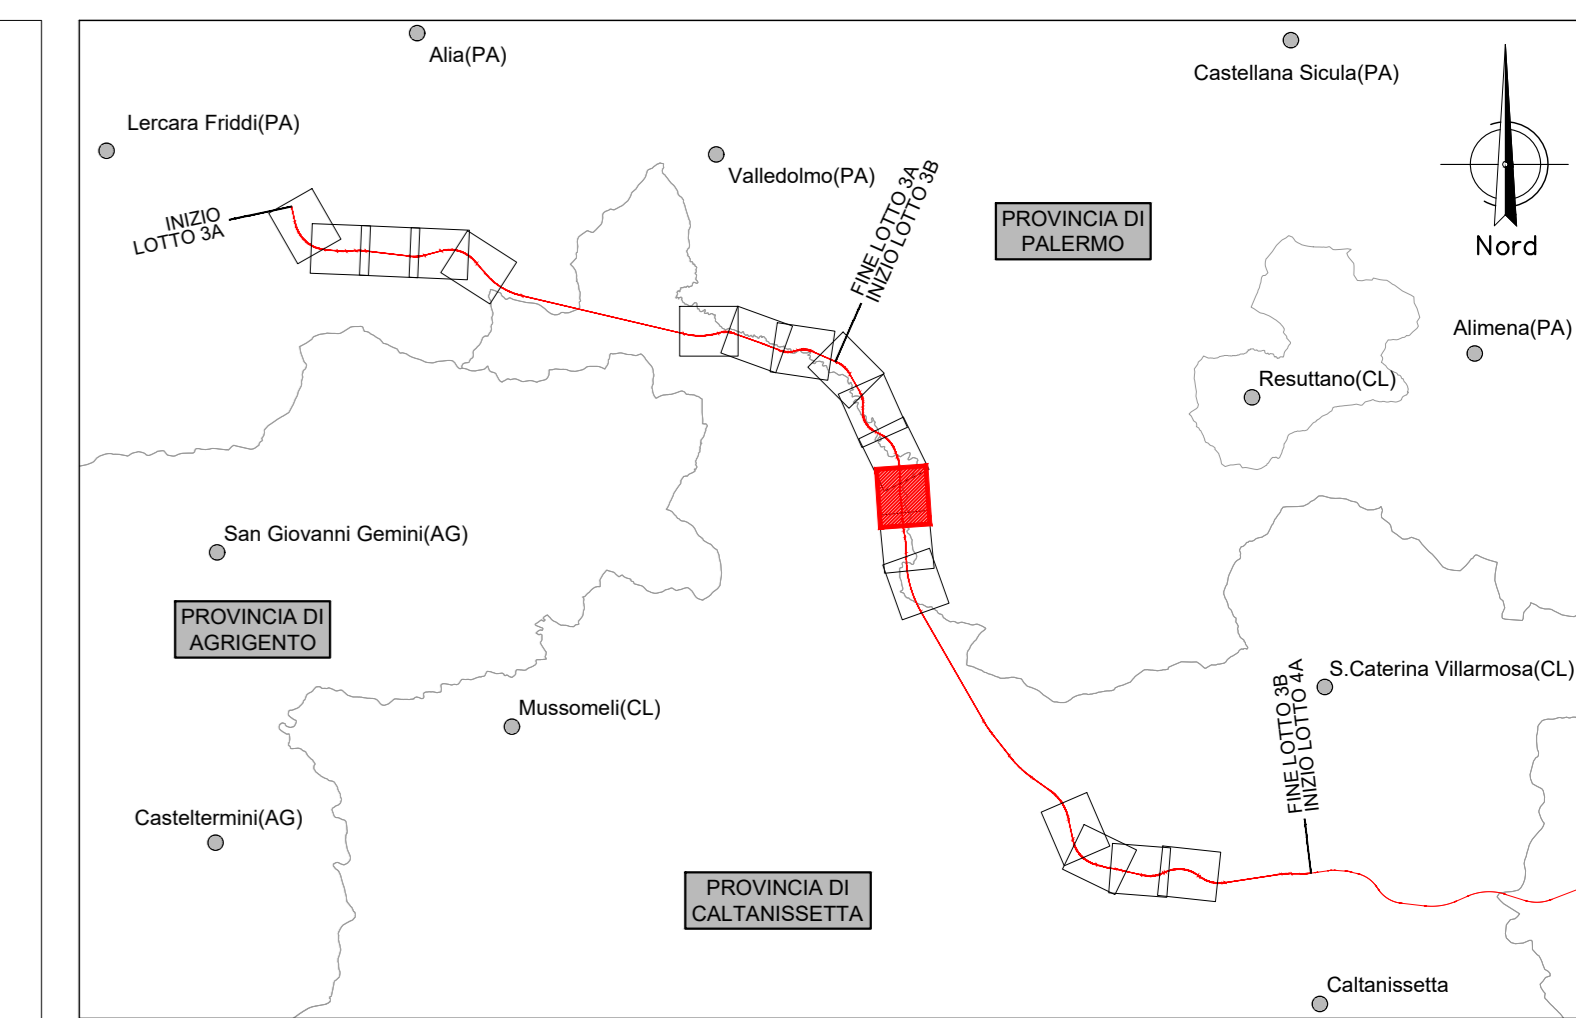 Alia(PA)
Castellana Sicula(PA)
Lercara Friddi(PA)
Valledolmo(PA)
INIZIO
LOTTO 3A
FINE LOTTO 3A
INIZIO LOTTO 3B
PROVINCIA DI
PALERMO
Nord
Alimena(PA)
Resuttano(CL)
San Giovanni Gemini(AG)
PROVINCIA DI
AGRIGENTO
S.Caterina Villarmosa(CL)
FINE LOTTO 3B
INIZIO LOTTO 4A
Mussomeli(CL)
Casteltermini(AG)
PROVINCIA DI
CALTANISSETTA
Caltanissetta